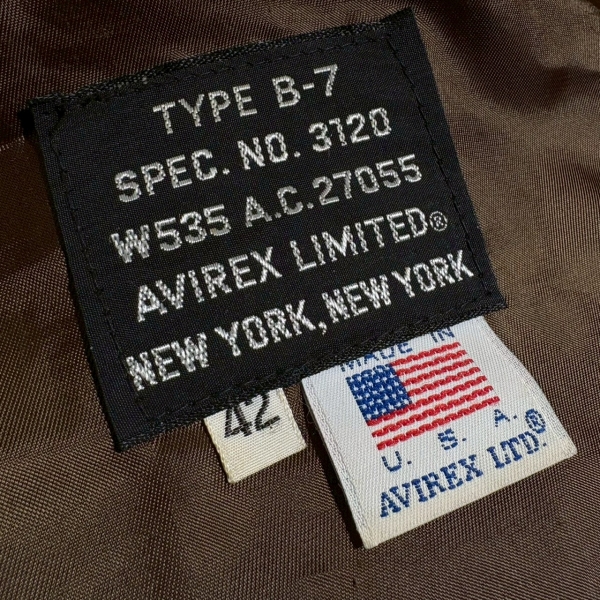 TYPE B-7
SPEC. NO. 3120
W535 A.C.27055
AVIREX LIMITED®
NEW YORK, NEW YORK
42
MADE IN
U. S. A.
AVIREX LTD.®